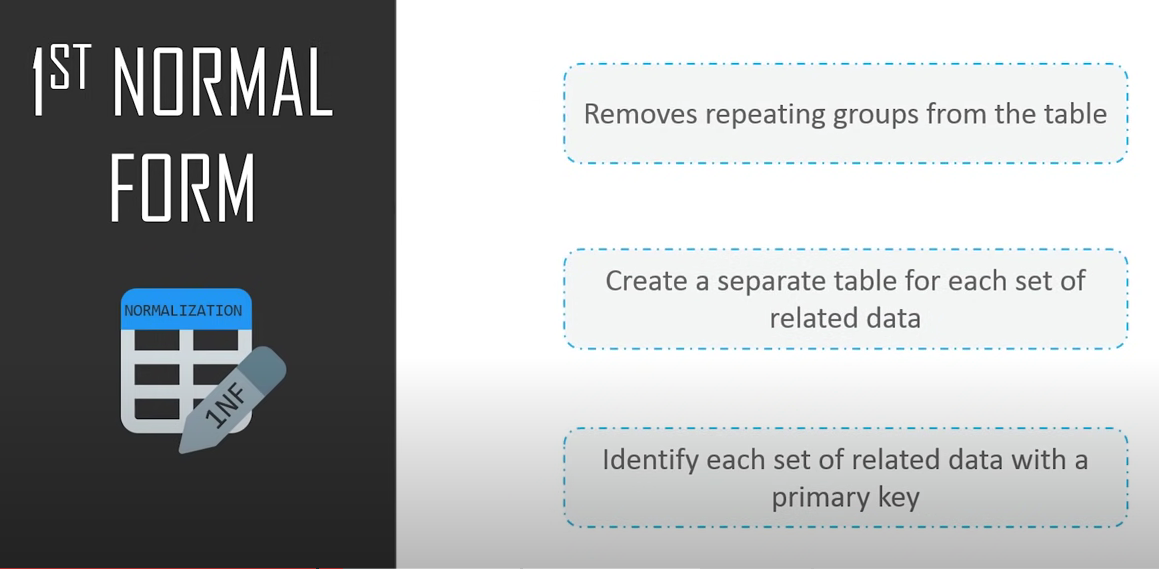 1ST NORMAL
FORM
NORMALIZATION
1NF
Removes repeating groups from the table
Create a separate table for each set of
related data
Identify each set of related data with a
primary key